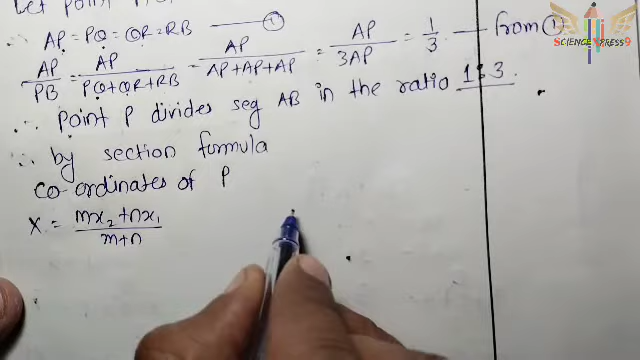 Let point
∴ AP = PQ = QR = RB —— ①
AP/PB = AP/(PQ+QR+RB) = AP/(AP+AP+AP) = AP/3AP = 1/3 — from ①
∴ Point P divides seg AB in the ratio 1:3.
∴ by section formula
co-ordinates of P
x = (mx₂+nx₁)/(m+n)
SCIENCE XPRESS9